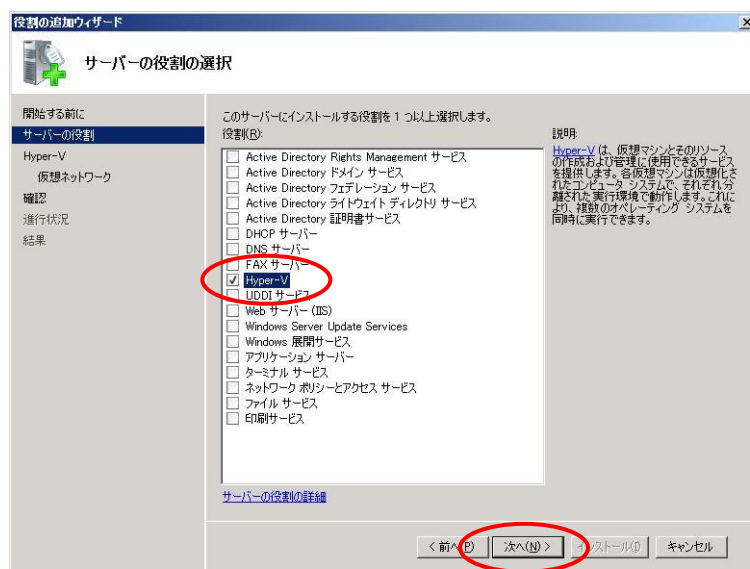 役割の追加ウィザード
サーバーの役割の選択
開始する前に
サーバーの役割
Hyper-V
仮想ネットワーク
確認
進行状況
結果
このサーバーにインストールする役割を 1 つ以上選択します。
役割(R):
Active Directory Rights Management サービス
Active Directory ドメイン サービス
Active Directory フェデレーション サービス
Active Directory ライトウェイト ディレクトリ サービス
Active Directory 証明書サービス
DHCP サーバー
DNS サーバー
FAX サーバー
Hyper-V
UDDI サービス
Web サーバー (IIS)
Windows Server Update Services
Windows 展開サービス
アプリケーション サーバー
ターミナル サービス
ネットワーク ポリシーとアクセス サービス
ファイル サービス
印刷サービス
サーバーの役割の詳細
説明:
Hyper-V は、仮想マシンとそのリソース
の作成および管理に使用できるサービス
を提供します。各仮想マシンは仮想化さ
れたコンピュータ システムで、それぞれ分
離された実行環境で動作します。これに
より、複数のオペレーティング システムを
同時に実行できます。
< 前へ(P)
次へ(N) >
インストール(I)
キャンセル